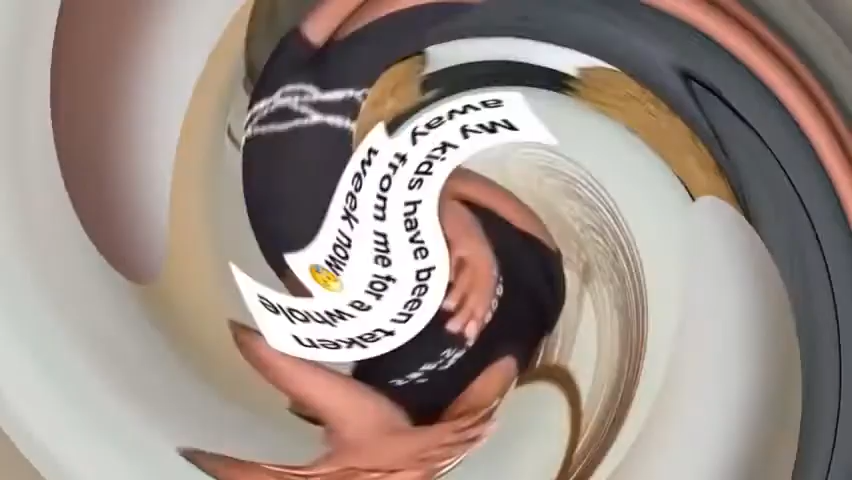 My kids have been taken
away from me for a whole
week now😢